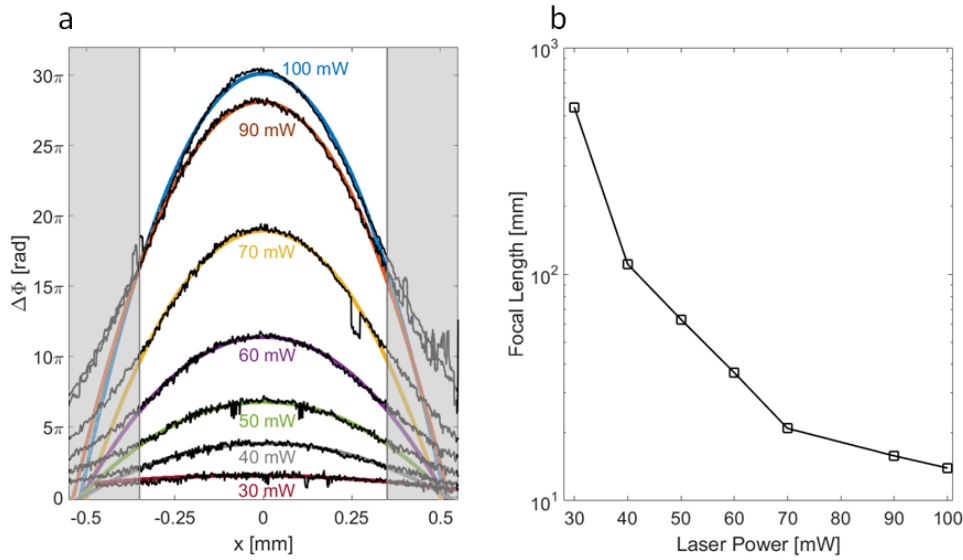 a
30π
25π
20π
15π
10π
5π
0
ΔΦ [rad]
100 mW
90 mW
70 mW
60 mW
50 mW
40 mW
30 mW
-0.5 -0.25 0 0.25 0.5
x [mm]
b
10³
10²
10¹
Focal Length [mm]
30 40 50 60 70 80 90 100
Laser Power [mW]